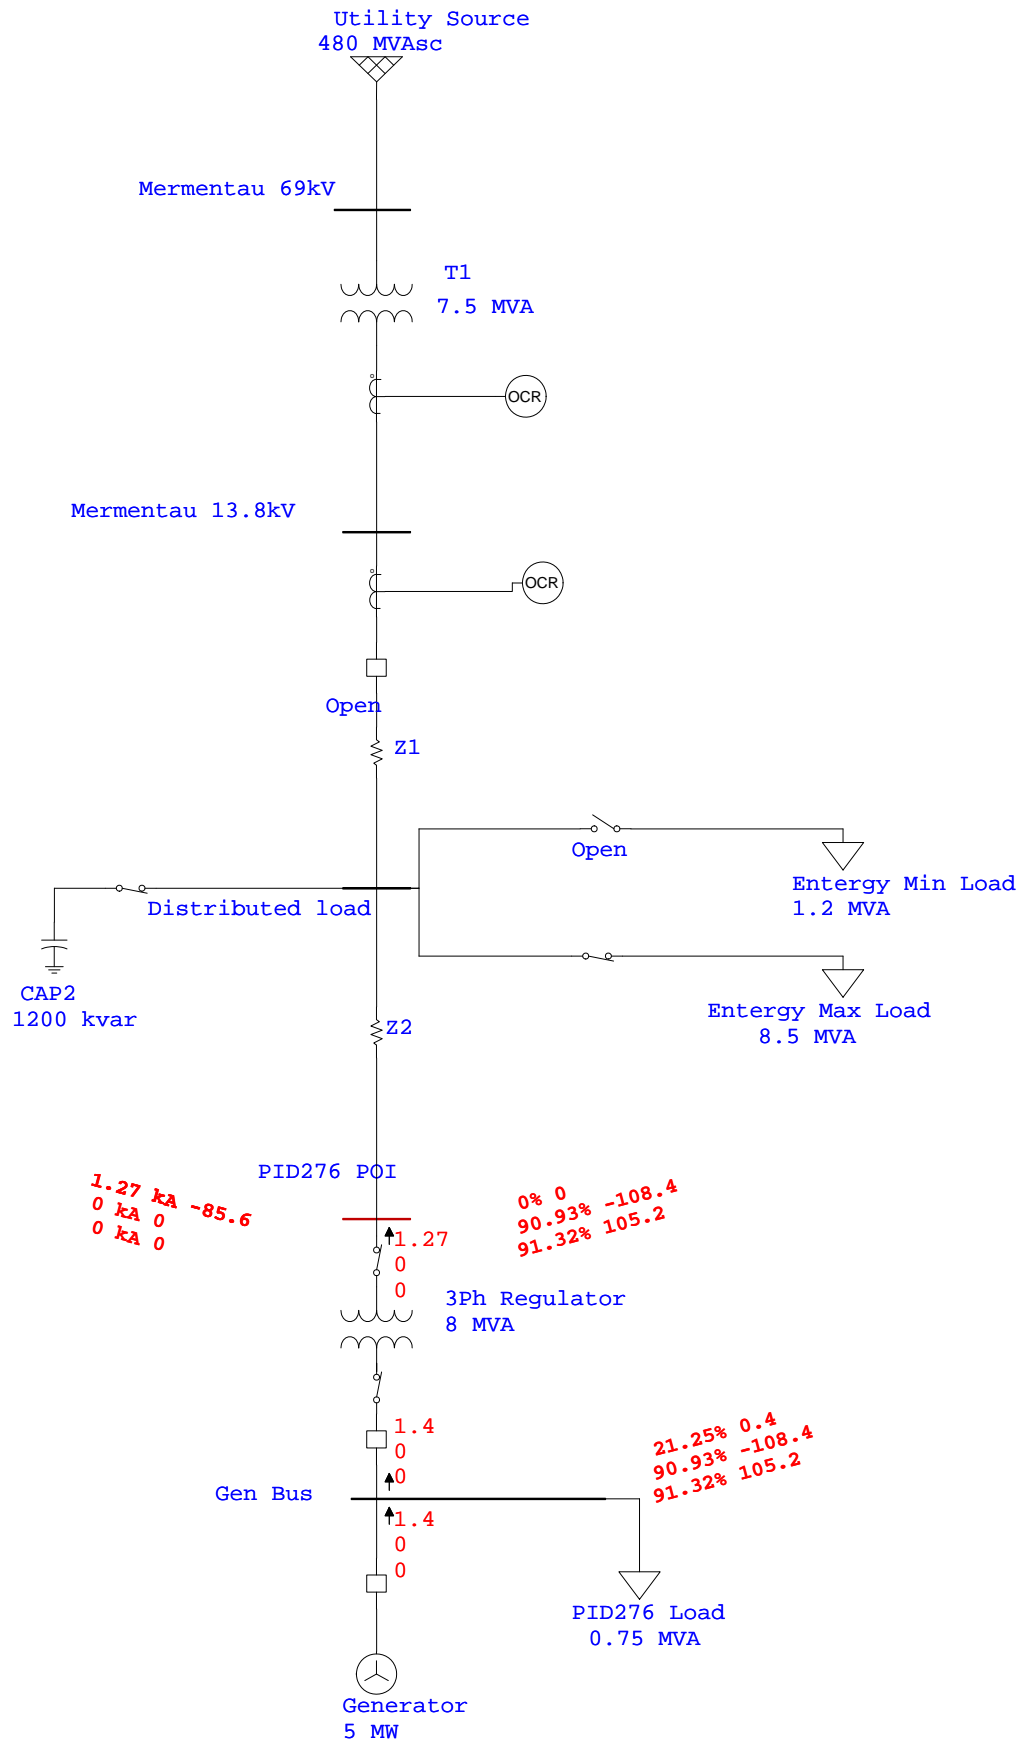 Utility Source
480 MVAsc
Mermentau 69kV
T1
7.5 MVA
OCR
Mermentau 13.8kV
OCR
Open
Z1
Open
Entergy Min Load
1.2 MVA
Distributed load
CAP2
1200 kvar
Entergy Max Load
8.5 MVA
Z2
PID276 POI
1.27 kA -85.6
0 kA 0
0 kA 0
0% 0
90.93% -108.4
91.32% 105.2
1.27
0
0
3Ph Regulator
8 MVA
1.4
0
0
21.25% 0.4
90.93% -108.4
91.32% 105.2
Gen Bus
1.4
0
0
PID276 Load
0.75 MVA
Generator
5 MW